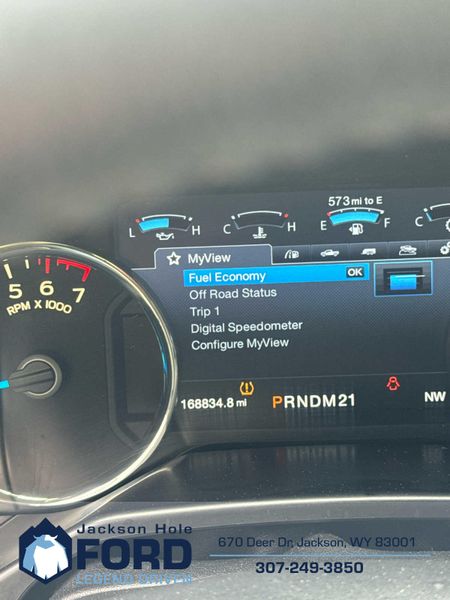 573 mi to E
L H C H E F C
MyView
Fuel Economy OK
Off Road Status
Trip 1
Digital Speedometer
Configure MyView
5 6 7
RPM X 1000
168834.8 mi PRNDM21 NW
Jackson Hole
FORD
LEGEND DRIVEN
670 Deer Dr, Jackson, WY 83001
307-249-3850